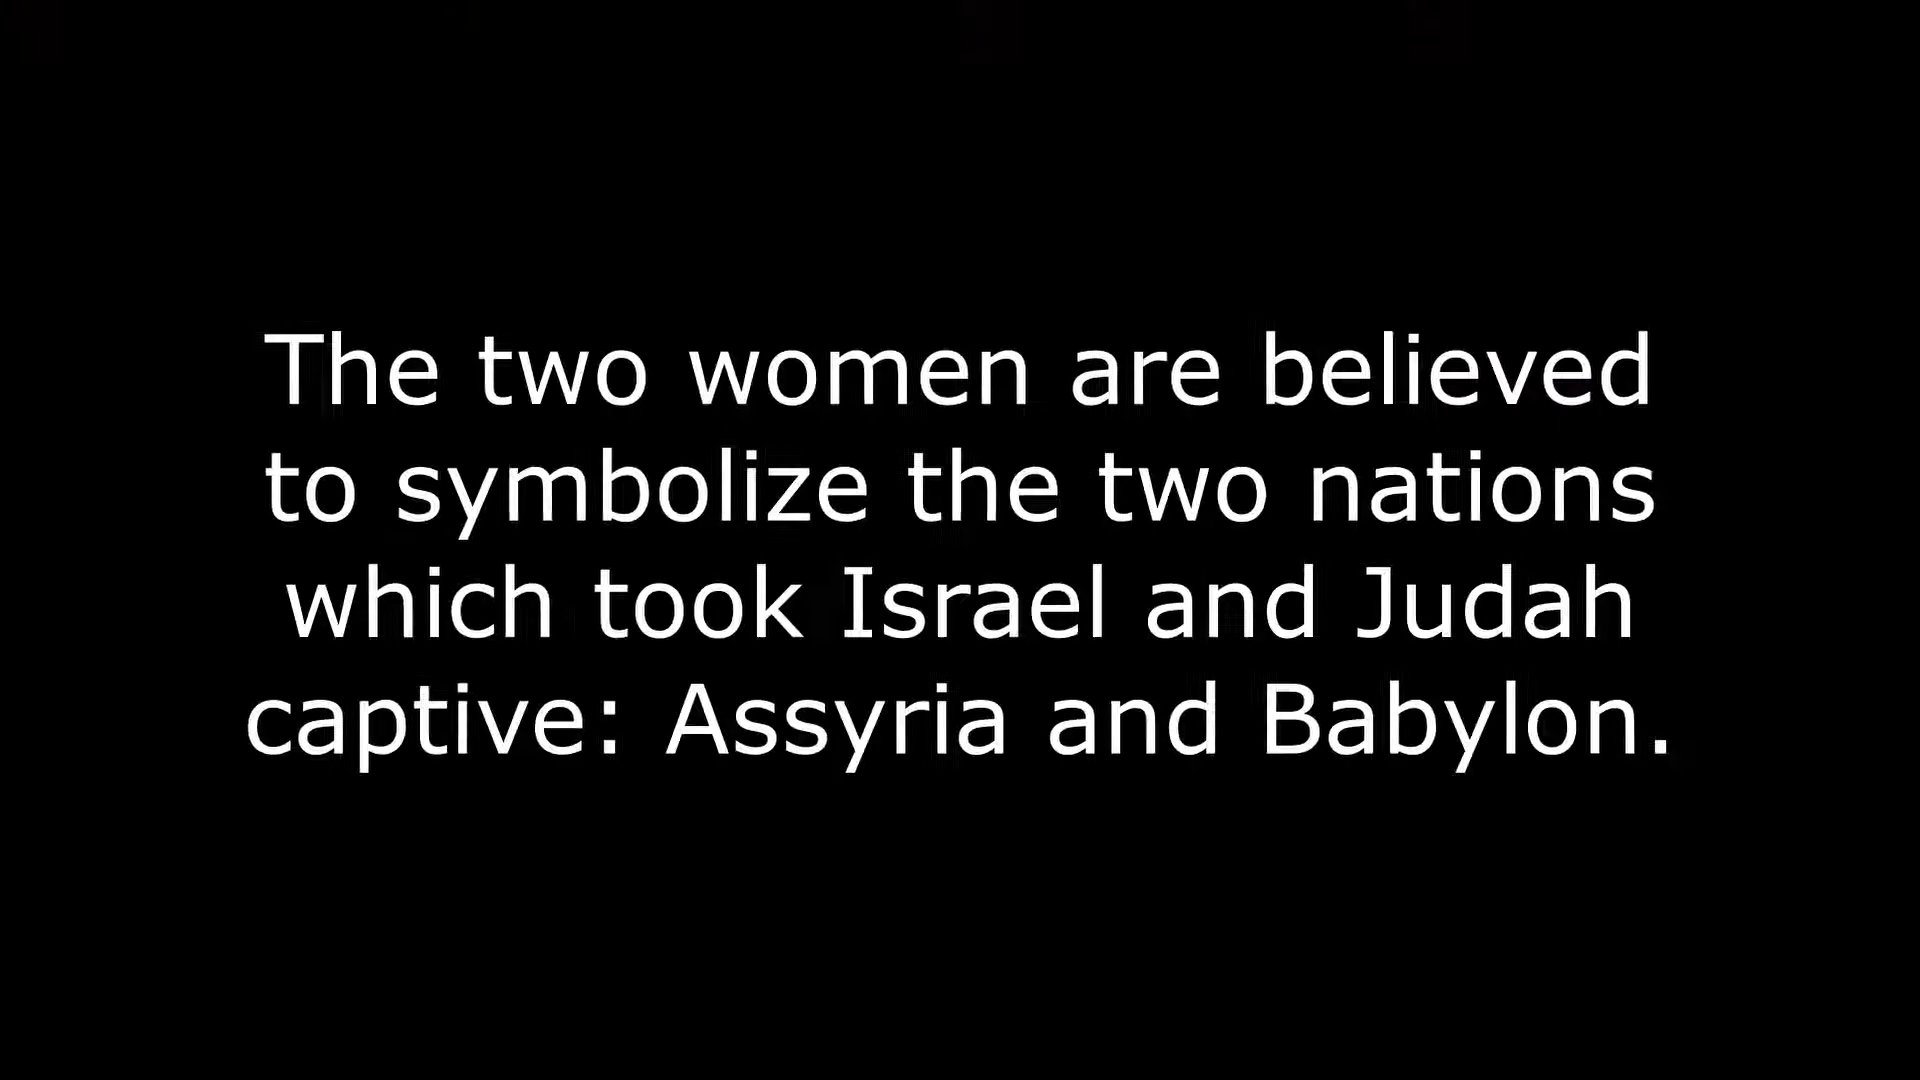 The two women are believed
to symbolize the two nations
which took Israel and Judah
captive: Assyria and Babylon.